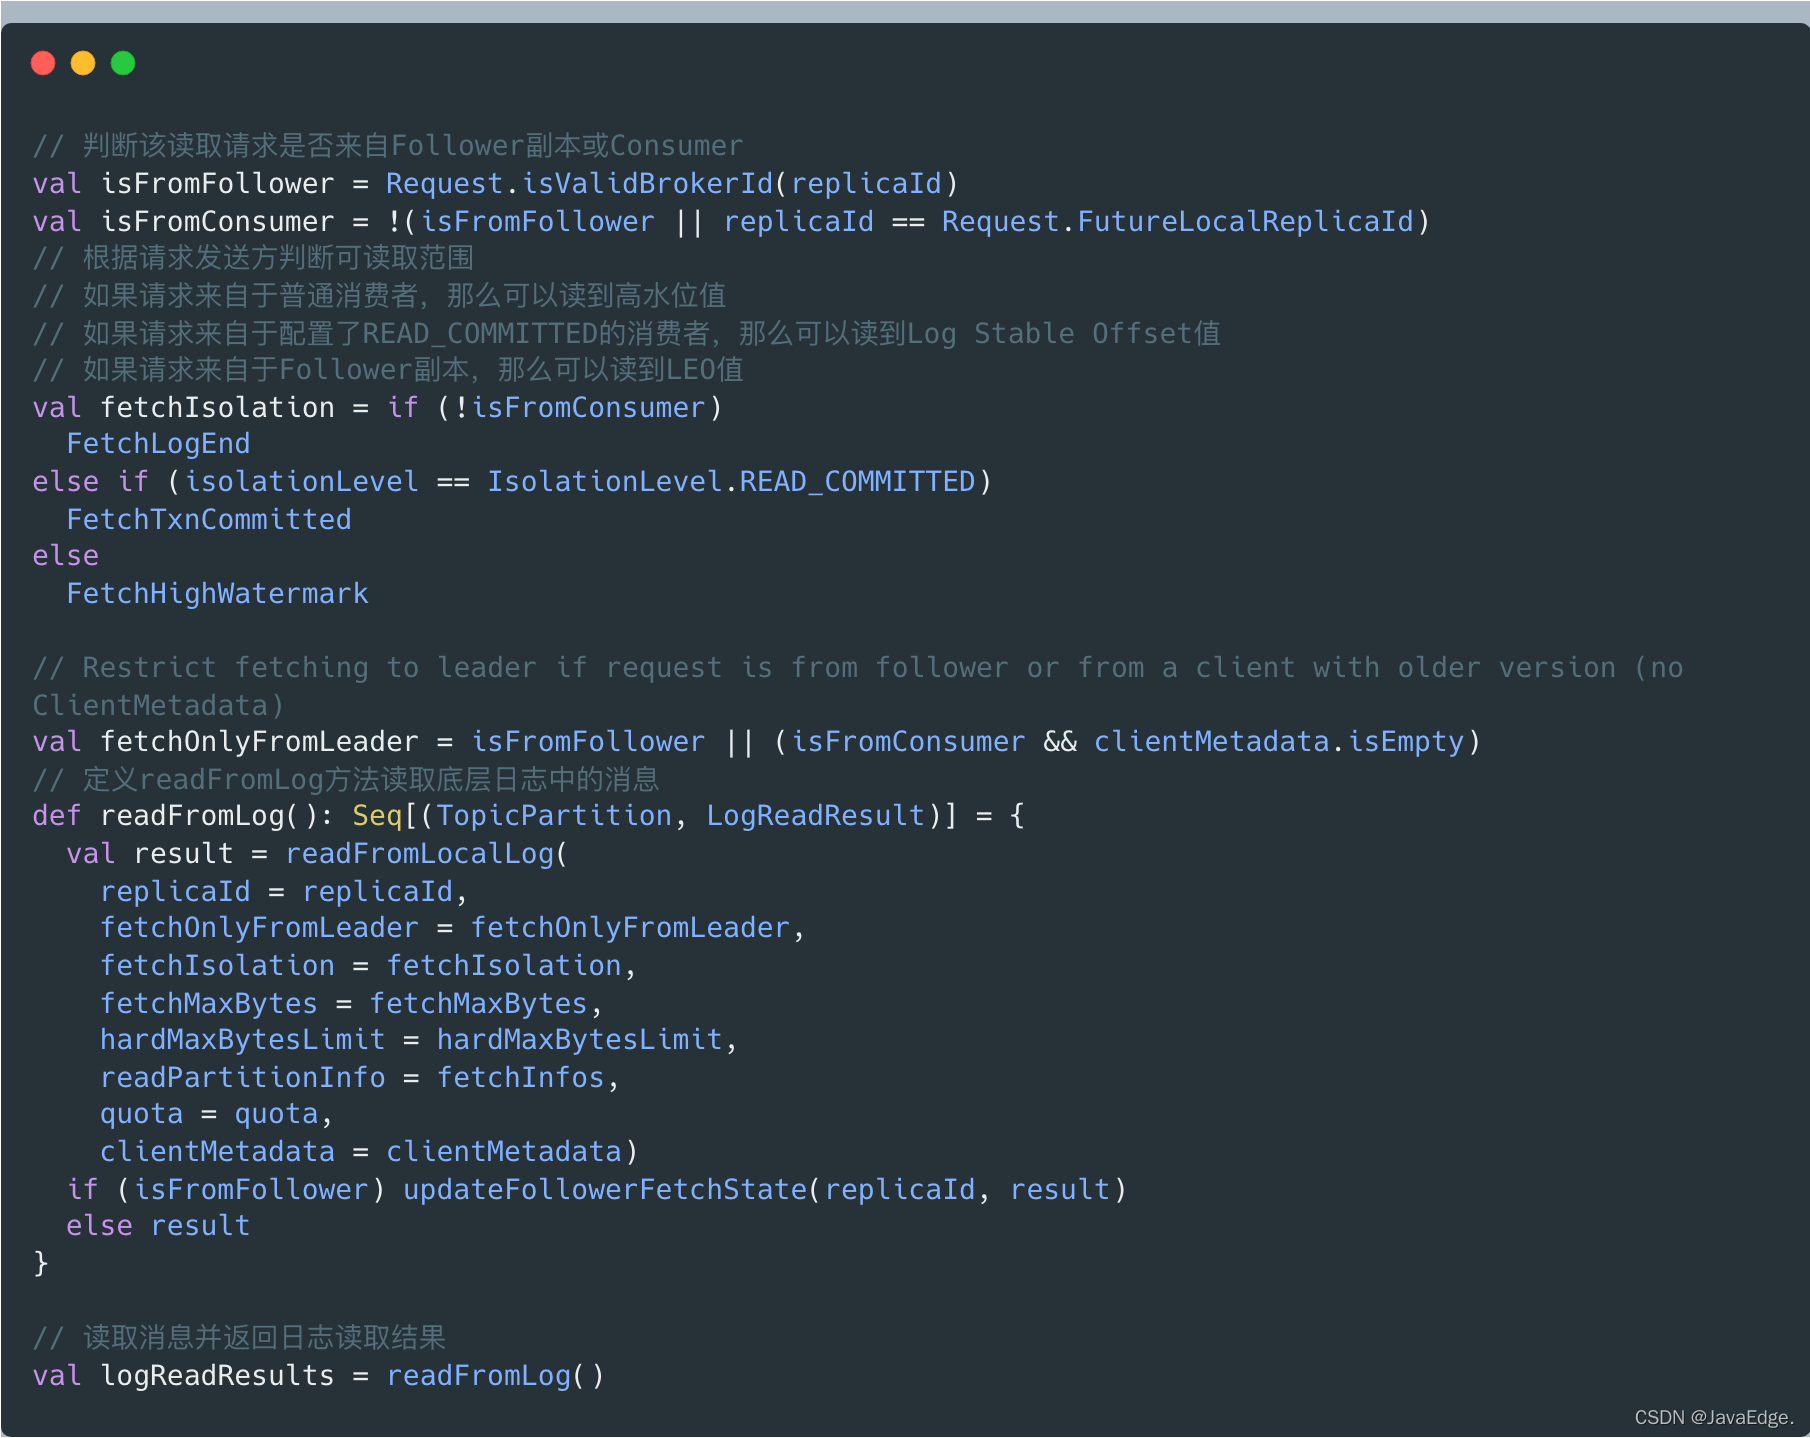 // 判断该读取请求是否来自Follower副本或Consumer
val isFromFollower = Request.isValidBrokerId(replicaId)
val isFromConsumer = !(isFromFollower || replicaId == Request.FutureLocalReplicaId)
// 根据请求发送方判断可读取范围
// 如果请求来自于普通消费者，那么可以读到高水位值
// 如果请求来自于配置了READ_COMMITTED的消费者，那么可以读到Log Stable Offset值
// 如果请求来自于Follower副本，那么可以读到LEO值
val fetchIsolation = if (!isFromConsumer)
  FetchLogEnd
else if (isolationLevel == IsolationLevel.READ_COMMITTED)
  FetchTxnCommitted
else
  FetchHighWatermark
// Restrict fetching to leader if request is from follower or from a client with older version (no
ClientMetadata)
val fetchOnlyFromLeader = isFromFollower || (isFromConsumer && clientMetadata.isEmpty)
// 定义readFromLog方法读取底层日志中的消息
def readFromLog(): Seq[(TopicPartition, LogReadResult)] = {
  val result = readFromLocalLog(
    replicaId = replicaId,
    fetchOnlyFromLeader = fetchOnlyFromLeader,
    fetchIsolation = fetchIsolation,
    fetchMaxBytes = fetchMaxBytes,
    hardMaxBytesLimit = hardMaxBytesLimit,
    readPartitionInfo = fetchInfos,
    quota = quota,
    clientMetadata = clientMetadata)
  if (isFromFollower) updateFollowerFetchState(replicaId, result)
  else result
}
// 读取消息并返回日志读取结果
val logReadResults = readFromLog()
CSDN @JavaEdge.